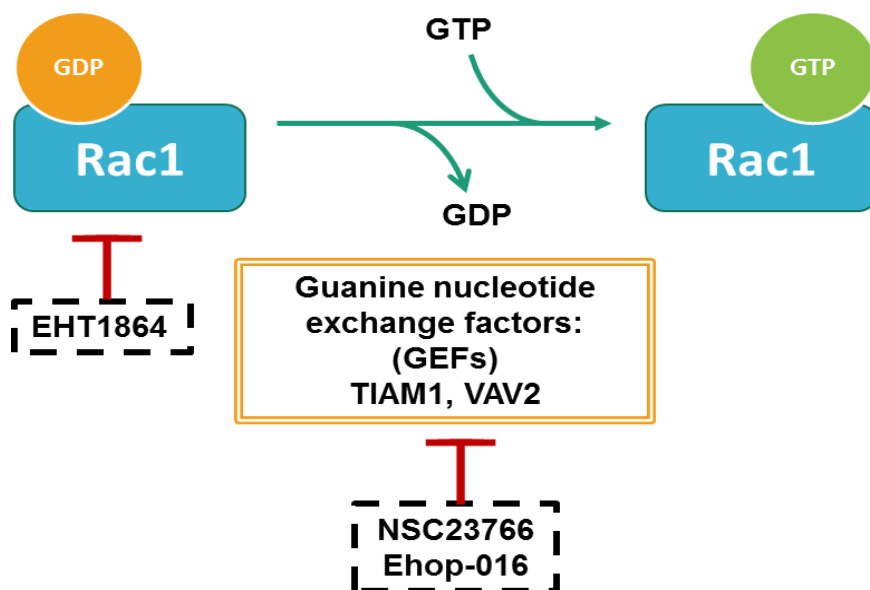 GDP
GTP
GTP
Rac1
Rac1
GDP
Guanine nucleotide
exchange factors:
(GEFs)
TIAM1, VAV2
EHT1864
NSC23766
Ehop-016